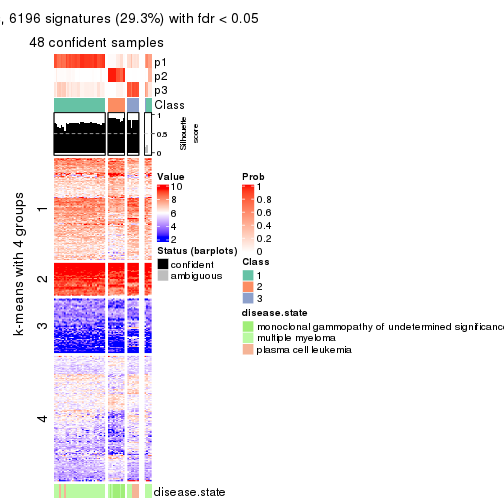 , 6196 signatures (29.3%) with fdr < 0.05
48 confident samples
p1
p2
p3
Class
1
0.5
0
Silhouette
score
k-means with 4 groups
1
2
3
4
disease.state
Value
10
8
6
4
2
Status (barplots)
confident
ambiguous
Prob
1
0.8
0.6
0.4
0.2
0
Class
1
2
3
disease.state
monoclonal gammopathy of undetermined significance
multiple myeloma
plasma cell leukemia